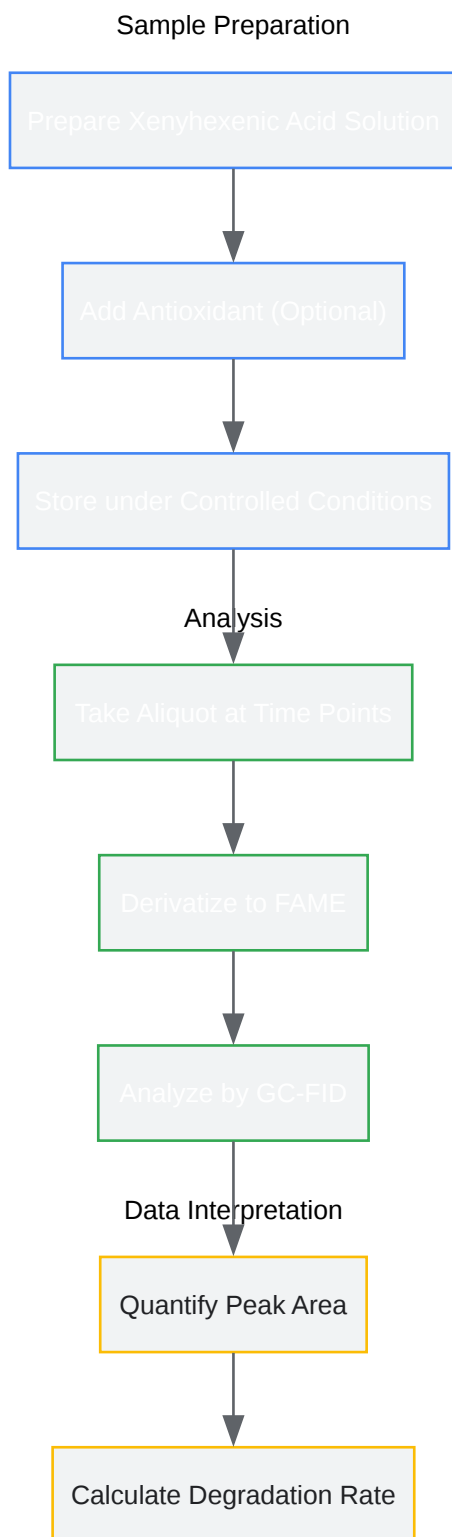 Sample Preparation
Prepare Xenyhexenic Acid Solution
Add Antioxidant (Optional)
Store under Controlled Conditions
Analysis
Take Aliquot at Time Points
Derivatize to FAME
Analyze by GC-FID
Data Interpretation
Quantify Peak Area
Calculate Degradation Rate